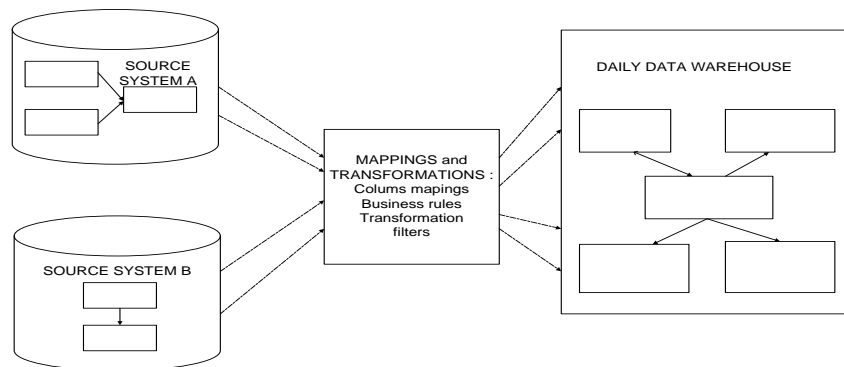 SOURCE
SYSTEM A
SOURCE SYSTEM B
MAPPINGS and
TRANSFORMATIONS :
Colums mapings
Business rules
Transformation
filters
DAILY DATA WAREHOUSE